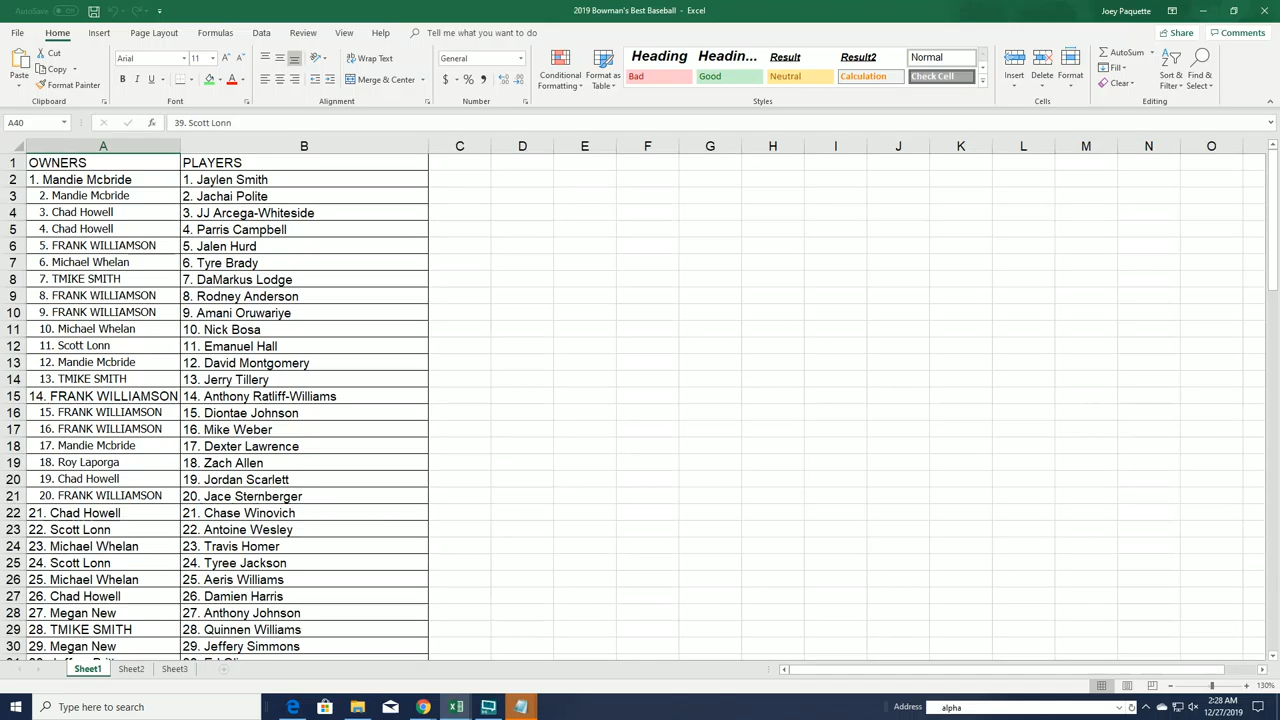 AutoSave Off
2019 Bowman's Best Baseball - Excel
Joey Paquette
File Home Insert Page Layout Formulas Data Review View Help Tell me what you want to do
Share Comments
Paste
Cut
Copy
Format Painter
Clipboard
Arial 11
B I U
Font
Wrap Text
Merge & Center
Alignment
General
$ %
Number
Conditional Formatting
Format as Table
Heading Headin... Result Result2 Normal
Bad Good Neutral Calculation Check Cell
Styles
Insert Delete Format
Cells
AutoSum
Fill
Clear
Sort & Filter
Find & Select
Editing
A40 fx 39. Scott Lonn
A B C D E F G H I J K L M N O
1 OWNERS PLAYERS
2 1. Mandie Mcbride 1. Jaylen Smith
3 2. Mandie Mcbride 2. Jachai Polite
4 3. Chad Howell 3. JJ Arcega-Whiteside
5 4. Chad Howell 4. Parris Campbell
6 5. FRANK WILLIAMSON 5. Jalen Hurd
7 6. Michael Whelan 6. Tyre Brady
8 7. TMIKE SMITH 7. DaMarkus Lodge
9 8. FRANK WILLIAMSON 8. Rodney Anderson
10 9. FRANK WILLIAMSON 9. Amani Oruwariye
11 10. Michael Whelan 10. Nick Bosa
12 11. Scott Lonn 11. Emanuel Hall
13 12. Mandie Mcbride 12. David Montgomery
14 13. TMIKE SMITH 13. Jerry Tillery
15 14. FRANK WILLIAMSON 14. Anthony Ratliff-Williams
16 15. FRANK WILLIAMSON 15. Diontae Johnson
17 16. FRANK WILLIAMSON 16. Mike Weber
18 17. Mandie Mcbride 17. Dexter Lawrence
19 18. Roy Laporga 18. Zach Allen
20 19. Chad Howell 19. Jordan Scarlett
21 20. FRANK WILLIAMSON 20. Jace Sternberger
22 21. Chad Howell 21. Chase Winovich
23 22. Scott Lonn 22. Antoine Wesley
24 23. Michael Whelan 23. Travis Homer
25 24. Scott Lonn 24. Tyree Jackson
26 25. Michael Whelan 25. Aeris Williams
27 26. Chad Howell 26. Damien Harris
28 27. Megan New 27. Anthony Johnson
29 28. TMIKE SMITH 28. Quinnen Williams
30 29. Megan New 29. Jeffery Simmons
Sheet1 Sheet2 Sheet3
130%
Type here to search
Address alpha
2:28 AM
12/27/2019